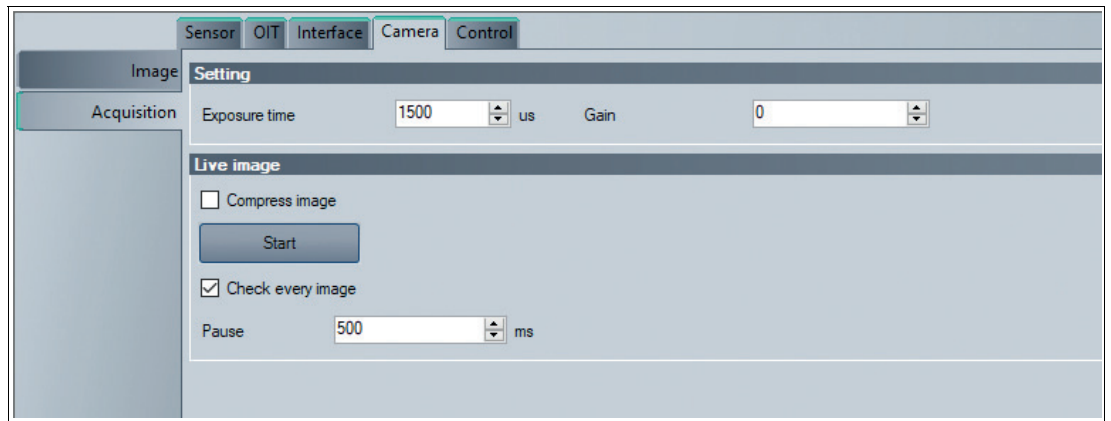 Sensor OIT Interface Camera Control
Image
Acquisition
Setting
Exposure time 1500 us Gain 0
Live image
Compress image
Start
Check every image
Pause 500 ms